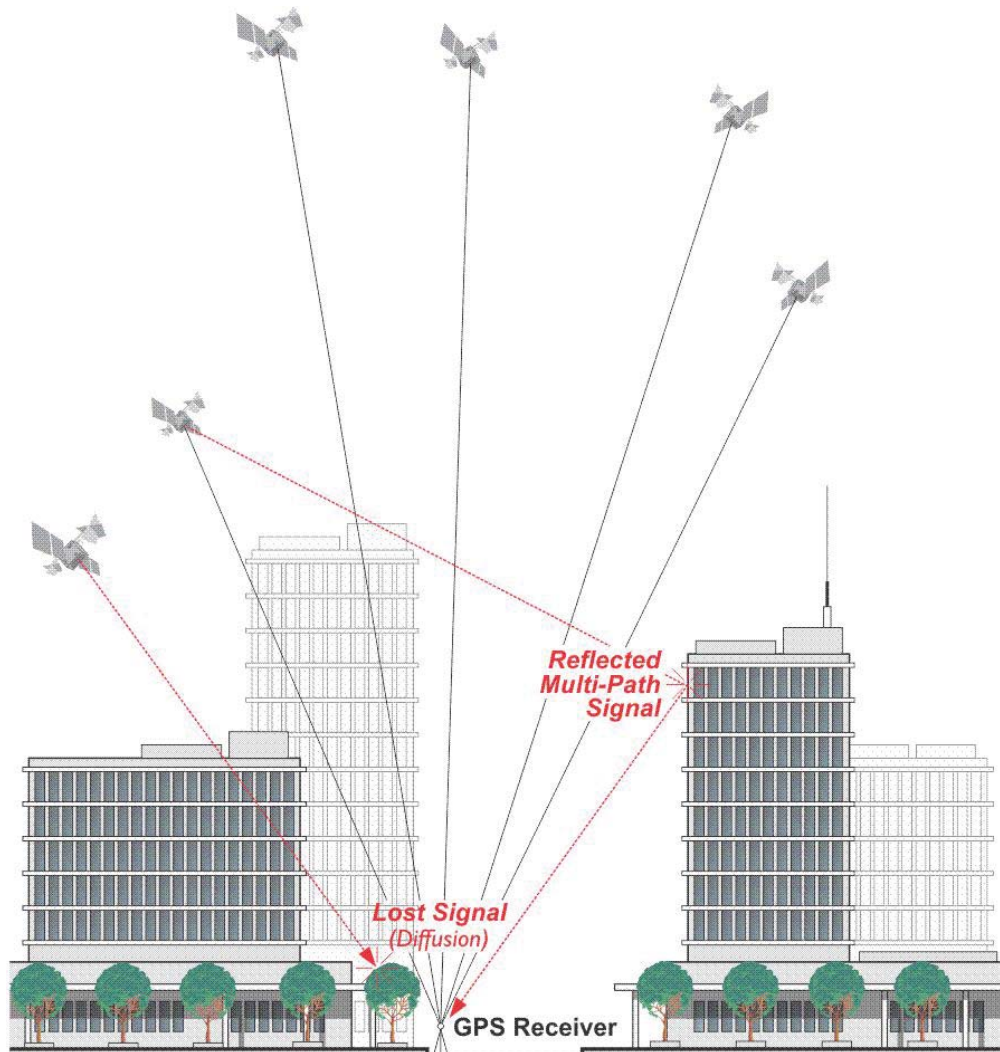 Reflected
Multi-Path
Signal
Lost Signal
(Diffusion)
GPS Receiver